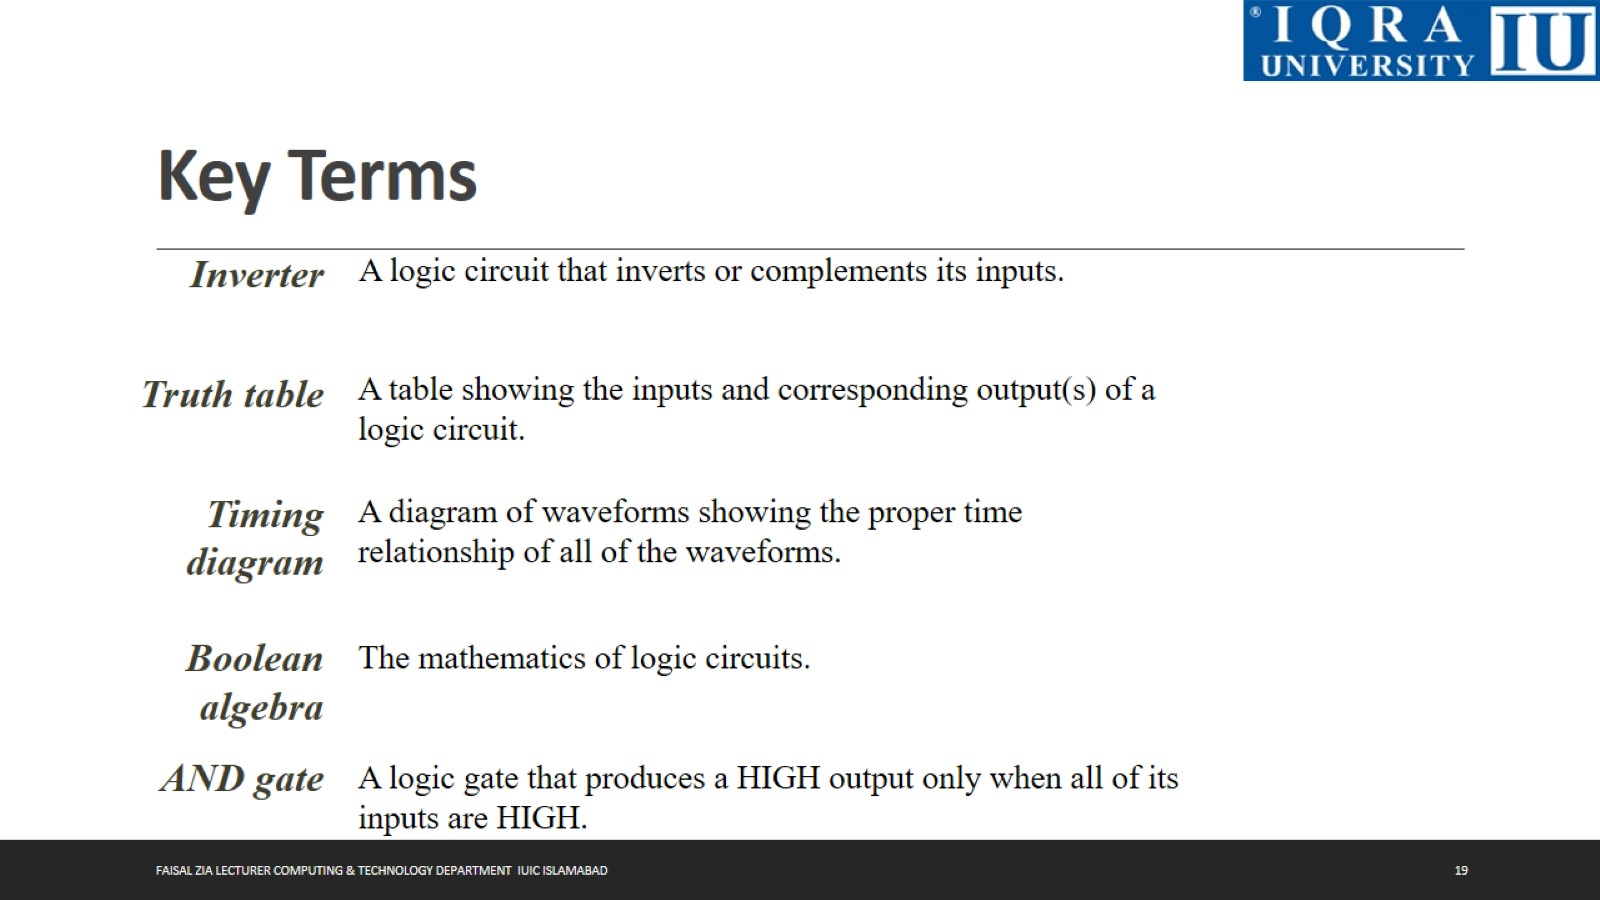 ® IQRA
UNIVERSITY IU
Key Terms
Inverter A logic circuit that inverts or complements its inputs.
Truth table A table showing the inputs and corresponding output(s) of a
logic circuit.
Timing A diagram of waveforms showing the proper time
diagram relationship of all of the waveforms.
Boolean The mathematics of logic circuits.
algebra
AND gate A logic gate that produces a HIGH output only when all of its
inputs are HIGH.
FAISAL ZIA LECTURER COMPUTING & TECHNOLOGY DEPARTMENT IUIC ISLAMABAD 19